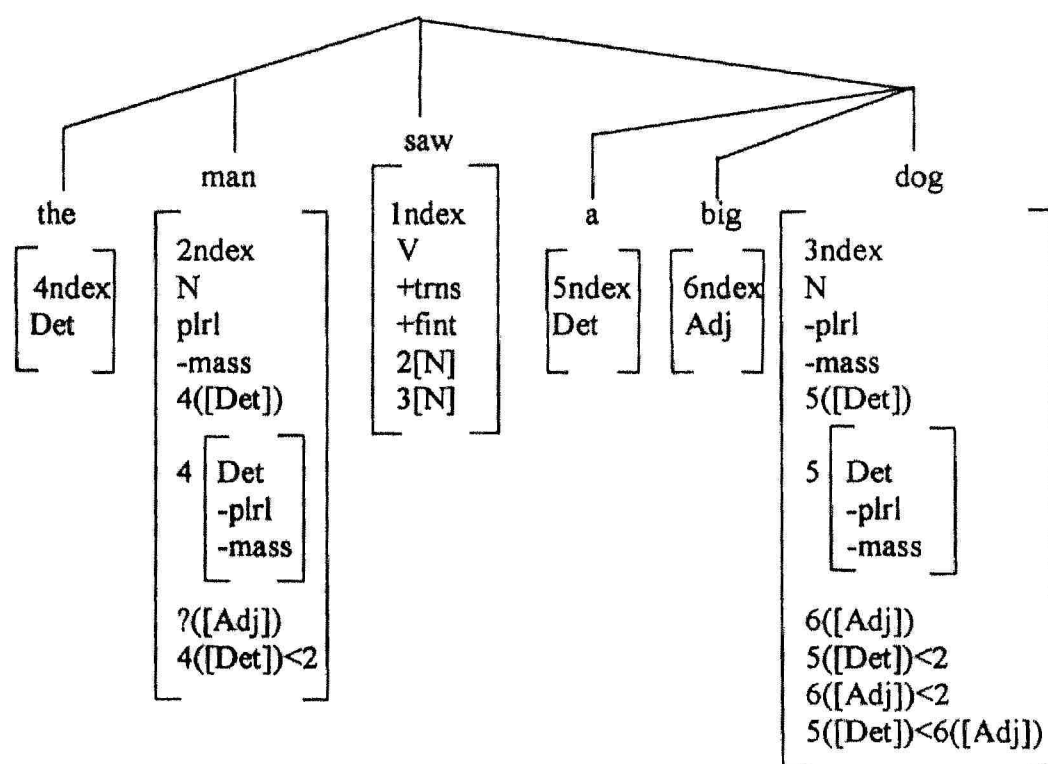 the
4ndex
Det
man
2ndex
N
plrl
-mass
4([Det])
4
Det
-plrl
-mass
?([Adj])
4([Det])<2
saw
1ndex
V
+trns
+fint
2[N]
3[N]
a
5ndex
Det
big
6ndex
Adj
dog
3ndex
N
-plrl
-mass
5([Det])
5
Det
-plrl
-mass
6([Adj])
5([Det])<2
6([Adj])<2
5([Det])<6([Adj])